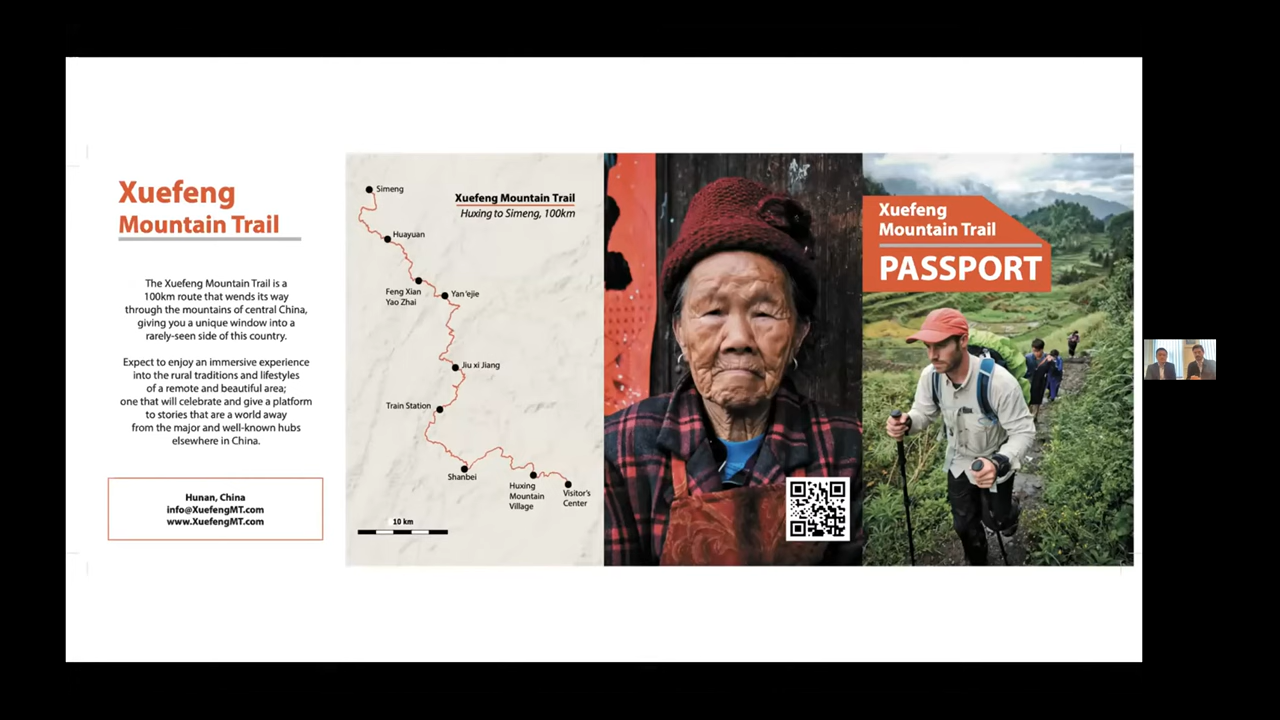 Xuefeng
Mountain Trail
The Xuefeng Mountain Trail is a
100km route that wends its way
through the mountains of central China,
giving you a unique window into a
rarely-seen side of this country.
Expect to enjoy an immersive experience
into the rural traditions and lifestyles
of a remote and beautiful area;
one that will celebrate and give a platform
to stories that are a world away
from the major and well-known hubs
elsewhere in China.
Hunan, China
info@XuefengMT.com
www.XuefengMT.com
Xuefeng Mountain Trail
Huxing to Simeng, 100km
Simeng
Huayuan
Feng Xian
Yao Zhai
Yan'ejie
Jiu xi Jiang
Train Station
Shanbei
Huxing
Mountain
Village
Visitor's
Center
10 km
Xuefeng
Mountain Trail
PASSPORT